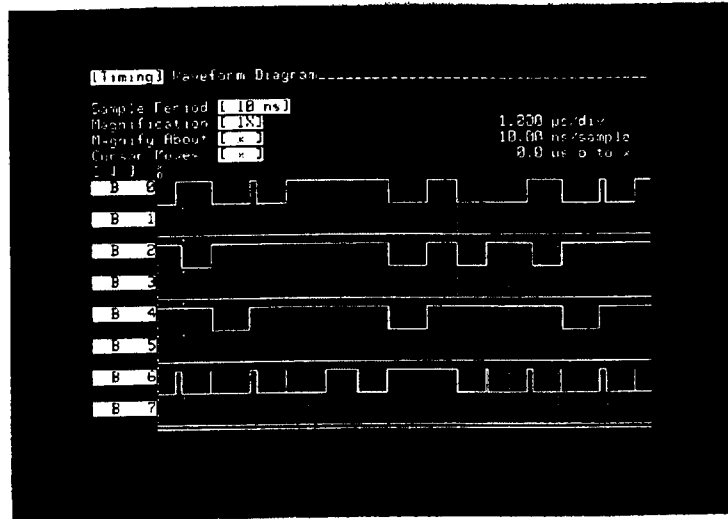 [Timing] Waveform Diagram
Sample Period [ 10 ns]
Magnification [ 1X] 1.000 µs/div
Magnify About [ x ] 10.00 ns/sample
Cursor Moves [ x ] 0.0 us o to x
B 0
B 1
B 2
B 3
B 4
B 5
B 6
B 7